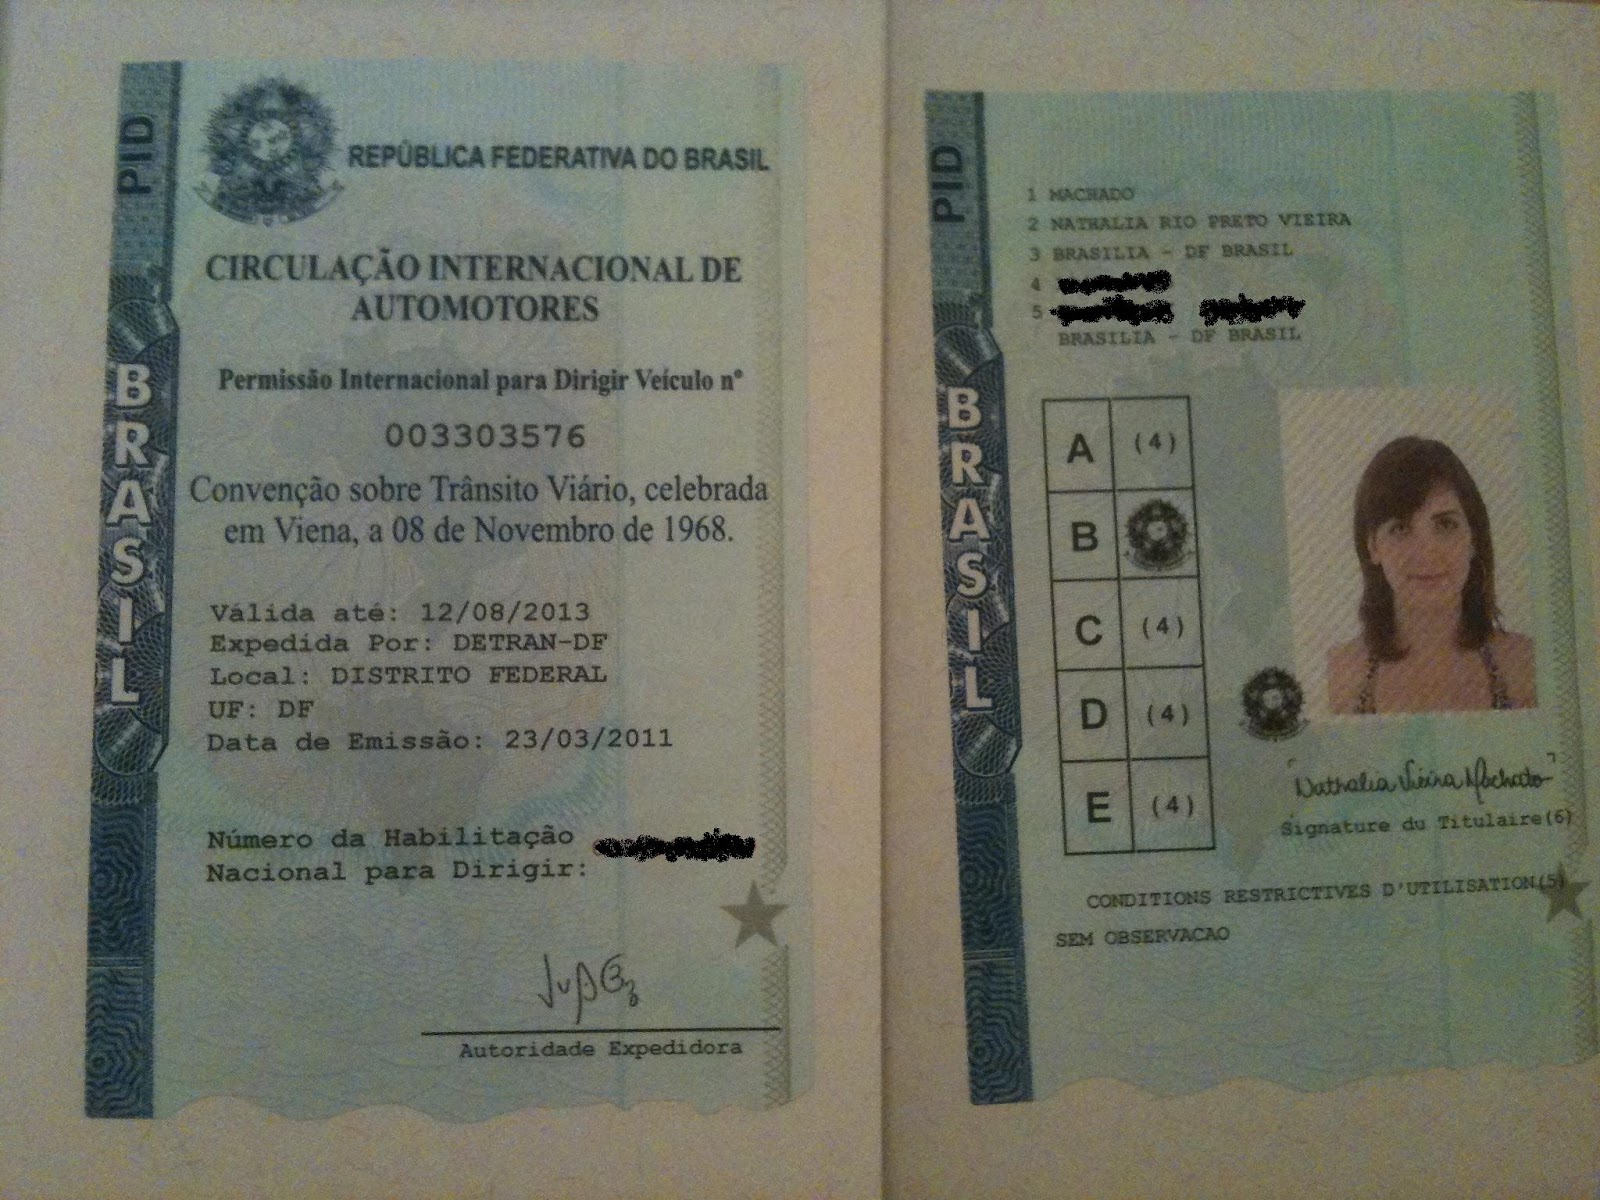 PID
BRASIL
REPÚBLICA FEDERATIVA DO BRASIL
CIRCULAÇÃO INTERNACIONAL DE
AUTOMOTORES
Permissão Internacional para Dirigir Veículo nº
003303576
Convenção sobre Trânsito Viário, celebrada
em Viena, a 08 de Novembro de 1968.
Válida até: 12/08/2013
Expedida Por: DETRAN-DF
Local: DISTRITO FEDERAL
UF: DF
Data de Emissão: 23/03/2011
Número da Habilitação
Nacional para Dirigir:
Autoridade Expedidora
PID
BRASIL
1 MACHADO
2 NATHALIA RIO PRETO VIEIRA
3 BRASILIA - DF BRASIL
4
5
BRASILIA - DF BRASIL
A (4)
B
C (4)
D (4)
E (4)
Nathalia Vieira Machado
Signature du Titulaire(6)
CONDITIONS RESTRICTIVES D'UTILISATION(5)
SEM OBSERVACAO